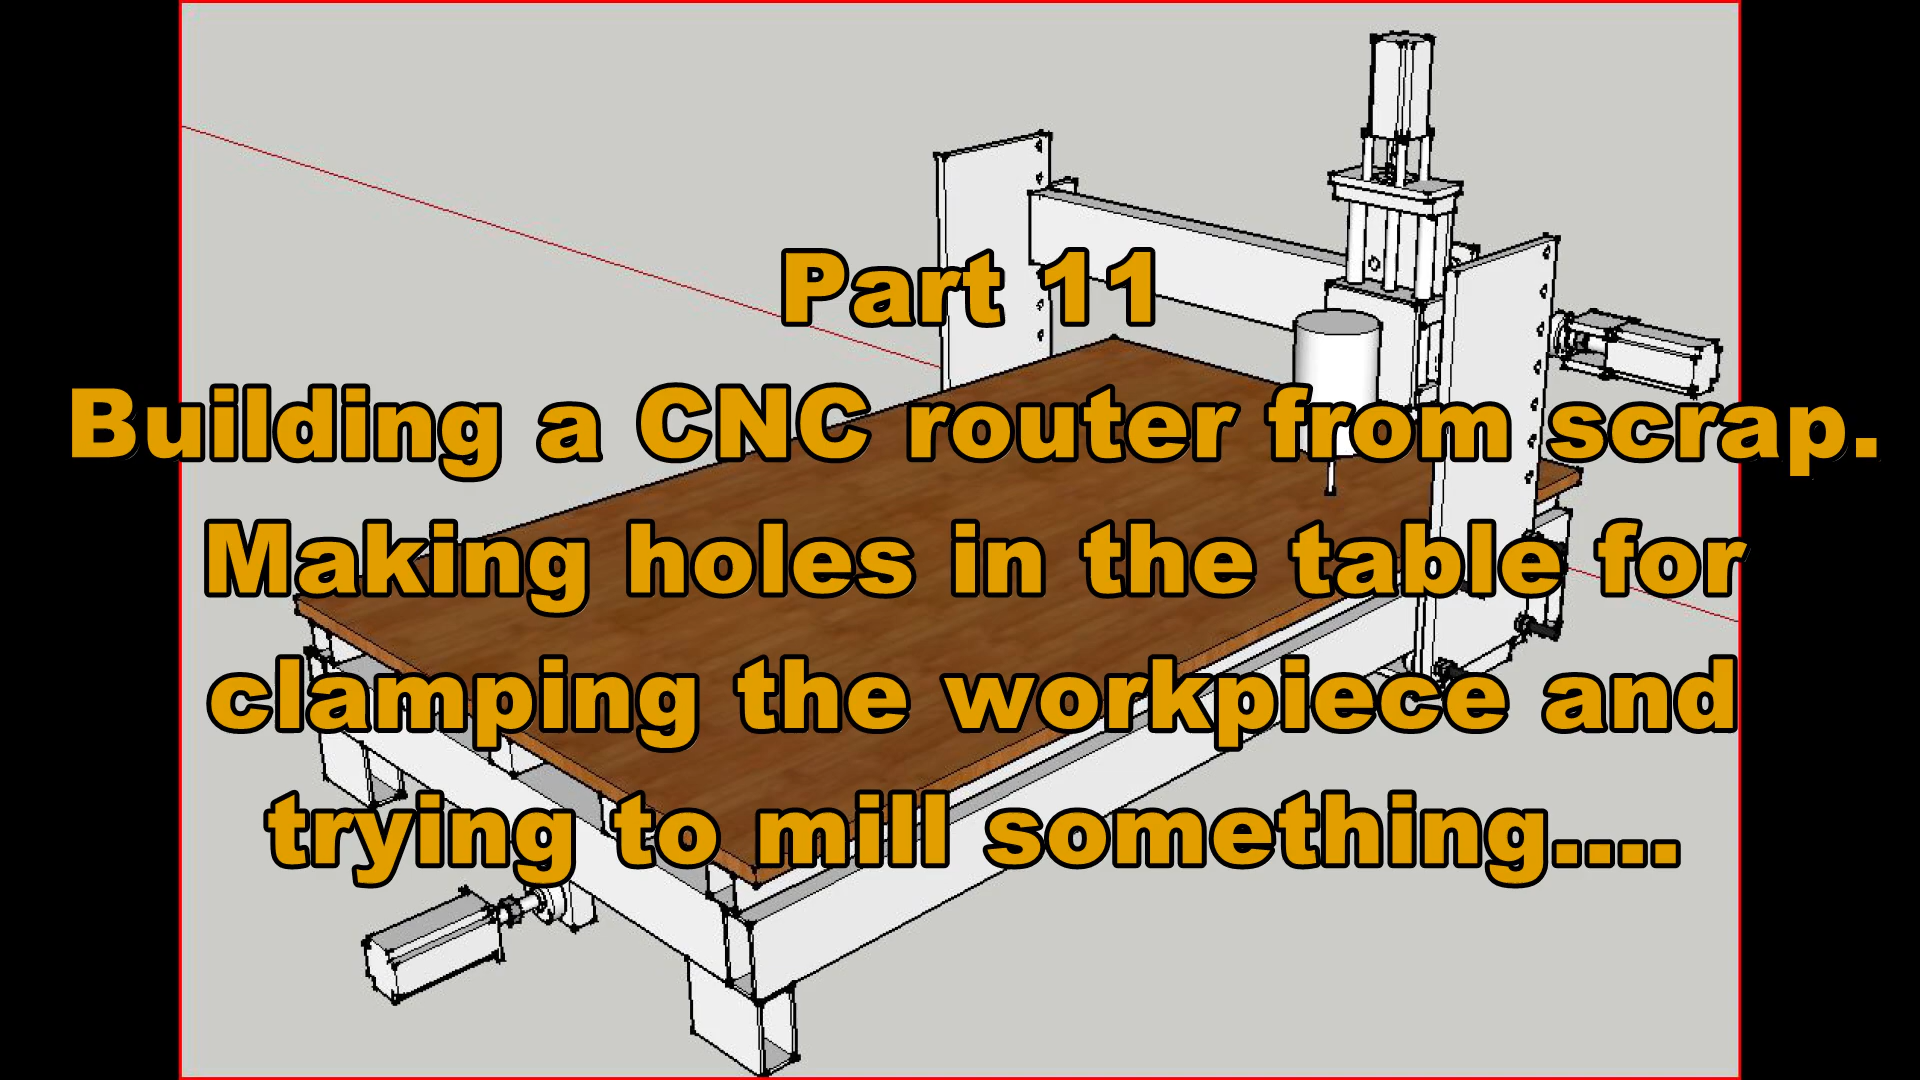 Part 11
Building a CNC router from scrap.
Making holes in the table for
clamping the workpiece and
trying to mill something....